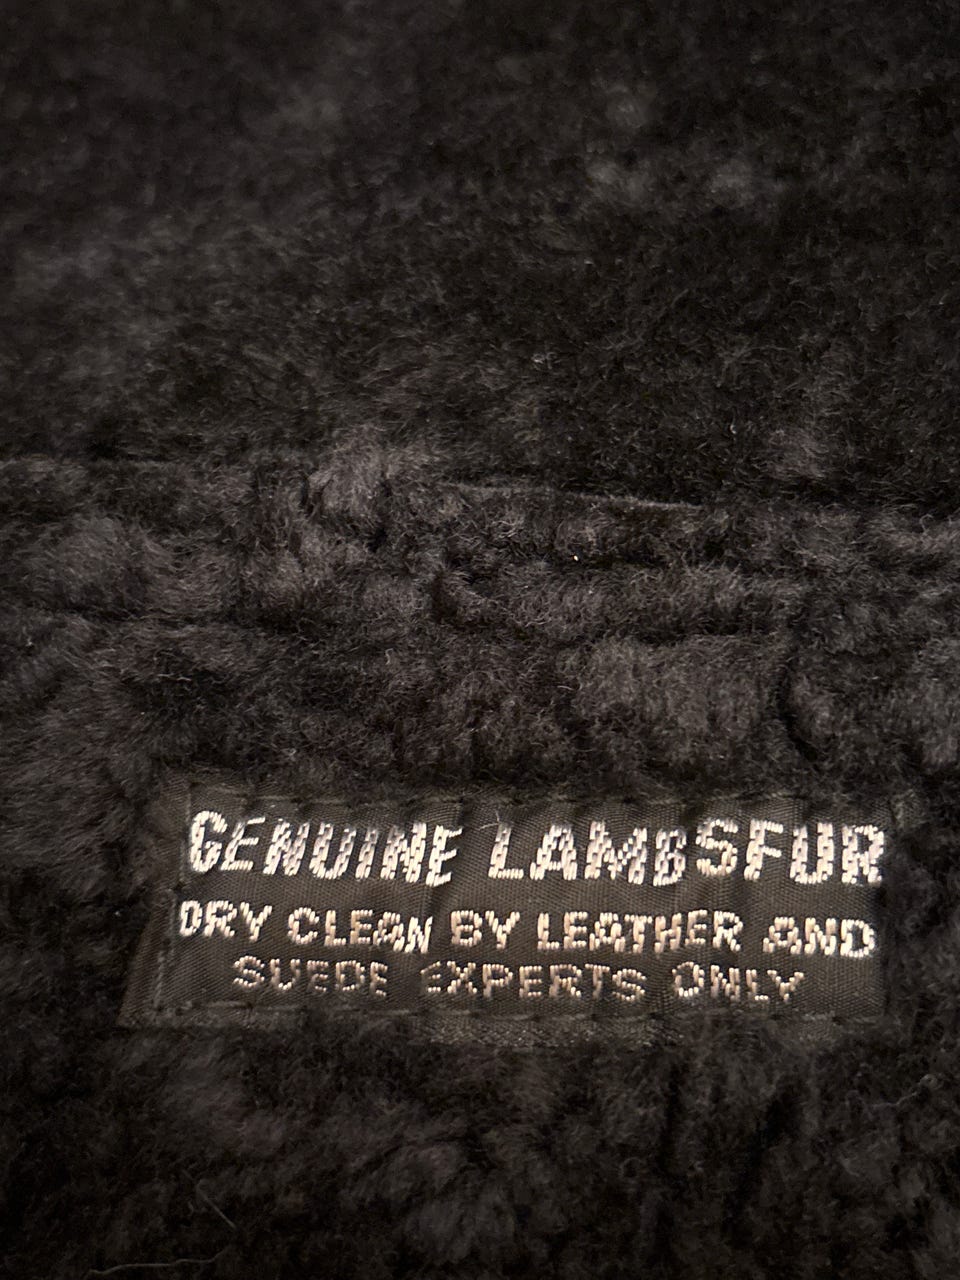 GENUINE LAMBSFUR
DRY CLEAN BY LEATHER AND
SUEDE EXPERTS ONLY